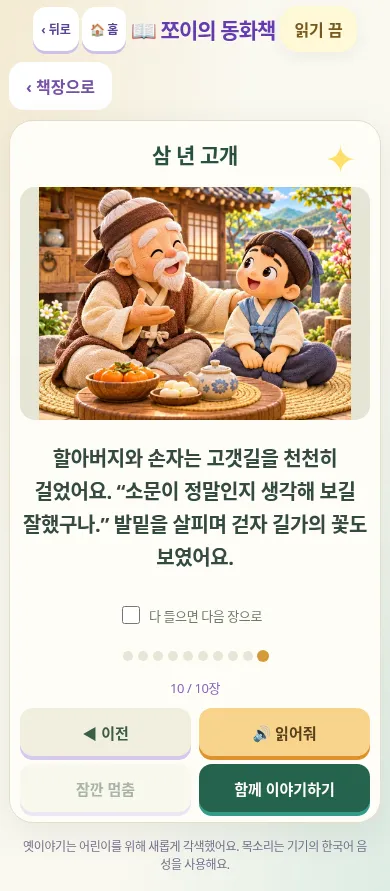 ‹ 뒤로
🏠 홈
📖 쪼이의 동화책
읽기 끔
‹ 책장으로
삼 년 고개
할아버지와 손자는 고갯길을 천천히
걸었어요. “소문이 정말인지 생각해 보길
잘했구나.” 발밑을 살피며 걷자 길가의 꽃도
보였어요.
다 들으면 다음 장으로
10 / 10장
◀ 이전
🔊 읽어줘
잠깐 멈춤
함께 이야기하기
옛이야기는 어린이를 위해 새롭게 각색했어요. 목소리는 기기의 한국어 음
성을 사용해요.